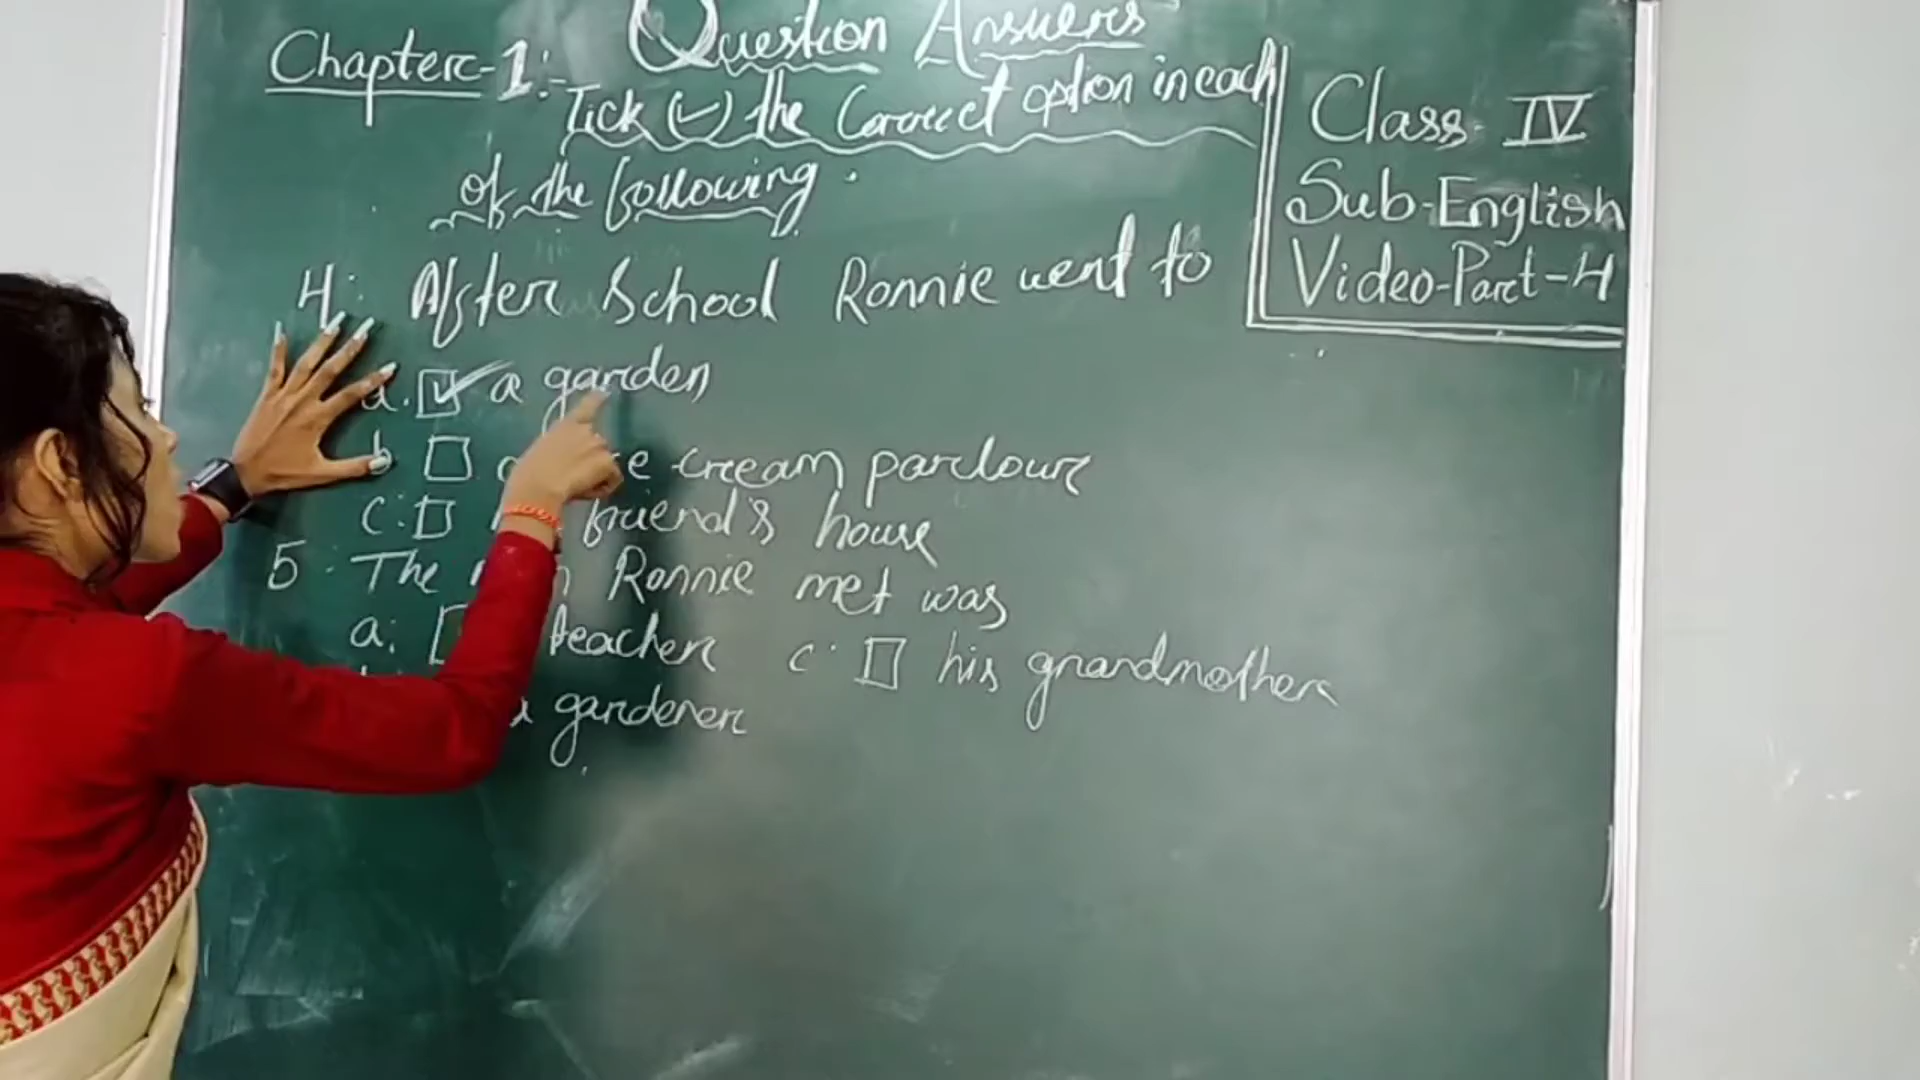 Question Answers
Chapter-1:-
Tick (✓) the Correct option in each
of the following.
Class-IV
Sub-English
Video-Part-4
4. After School Ronnie went to
a. ☑ a garden
b ☐ cream parlour
c. ☐ friend's house
5. The Ronnie met was
a. teacher c. ☐ his grandmother
a gardener